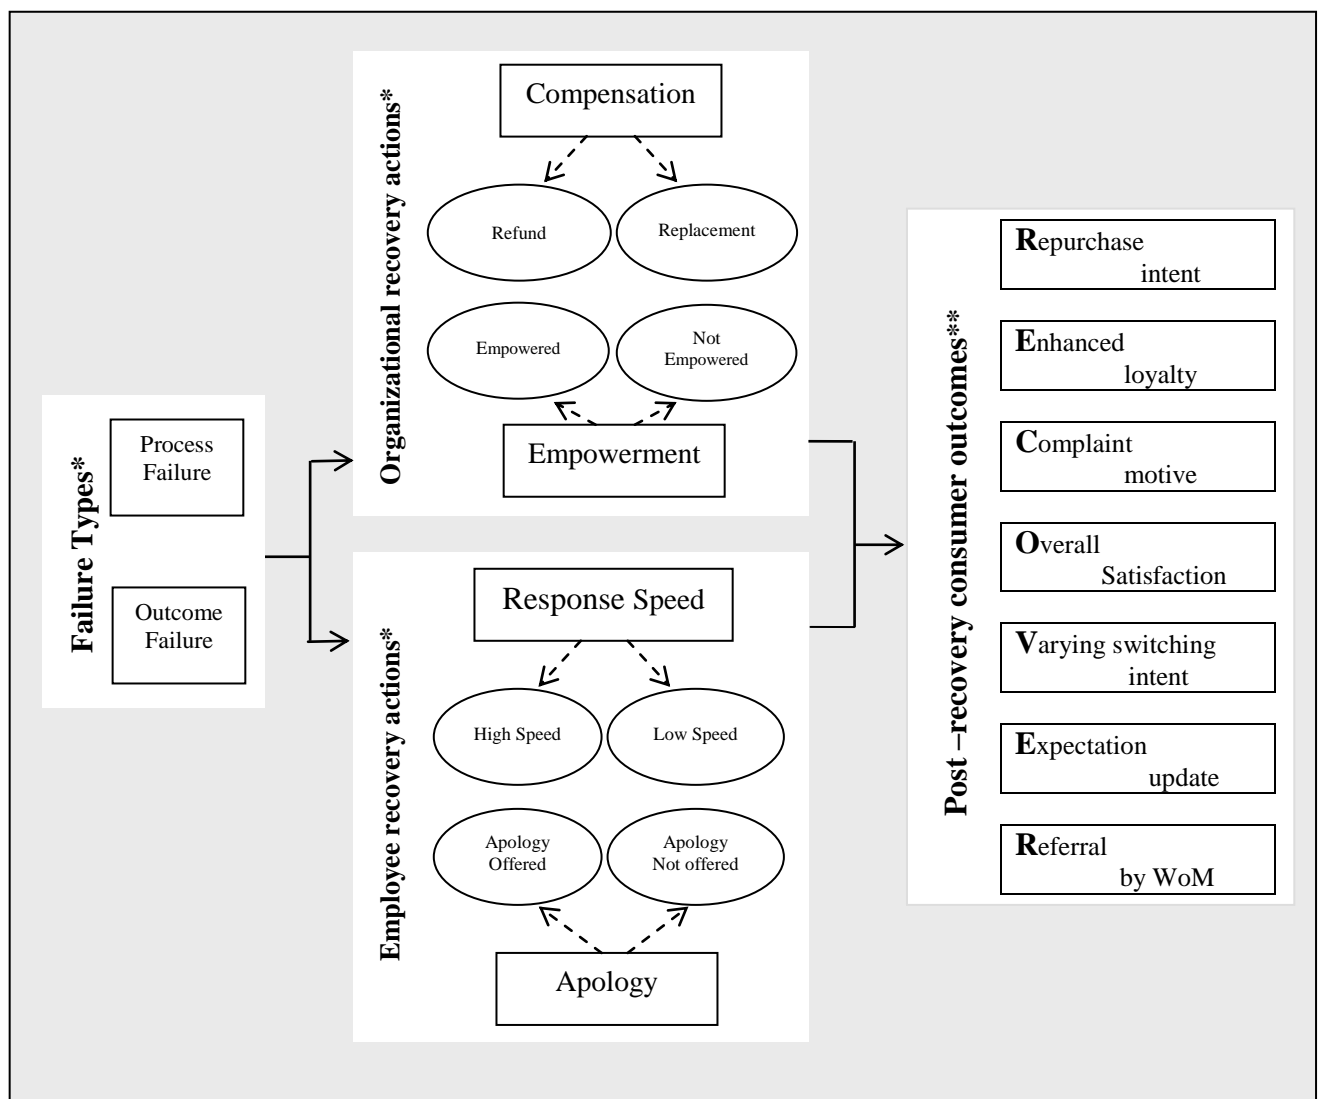 Failure Types*
Process
Failure
Outcome
Failure
Organizational recovery actions*
Compensation
Refund
Replacement
Empowered
Not
Empowered
Empowerment
Employee recovery actions*
Response Speed
High Speed
Low Speed
Apology
Offered
Apology
Not offered
Apology
Post –recovery consumer outcomes**
Repurchase
intent
Enhanced
loyalty
Complaint
motive
Overall
Satisfaction
Varying switching
intent
Expectation
update
Referral
by WoM